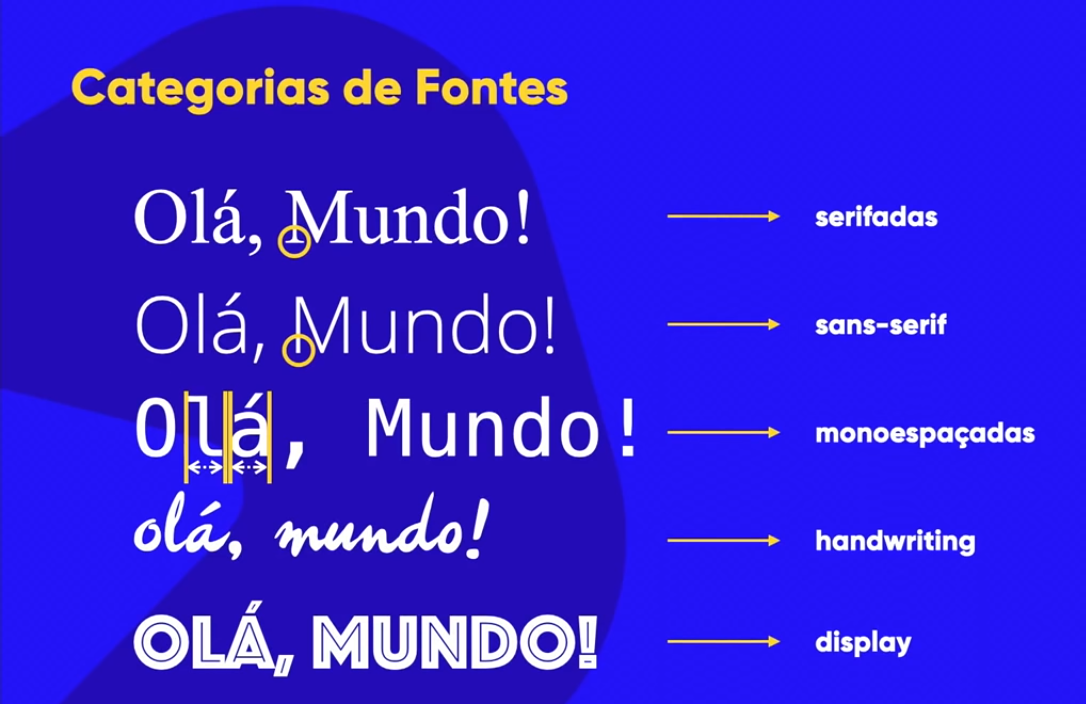 Categorias de Fontes
Olá, Mundo! serifadas
Olá, Mundo! sans-serif
Olá, Mundo! monoespaçadas
olá, mundo! handwriting
OLÁ, MUNDO! display